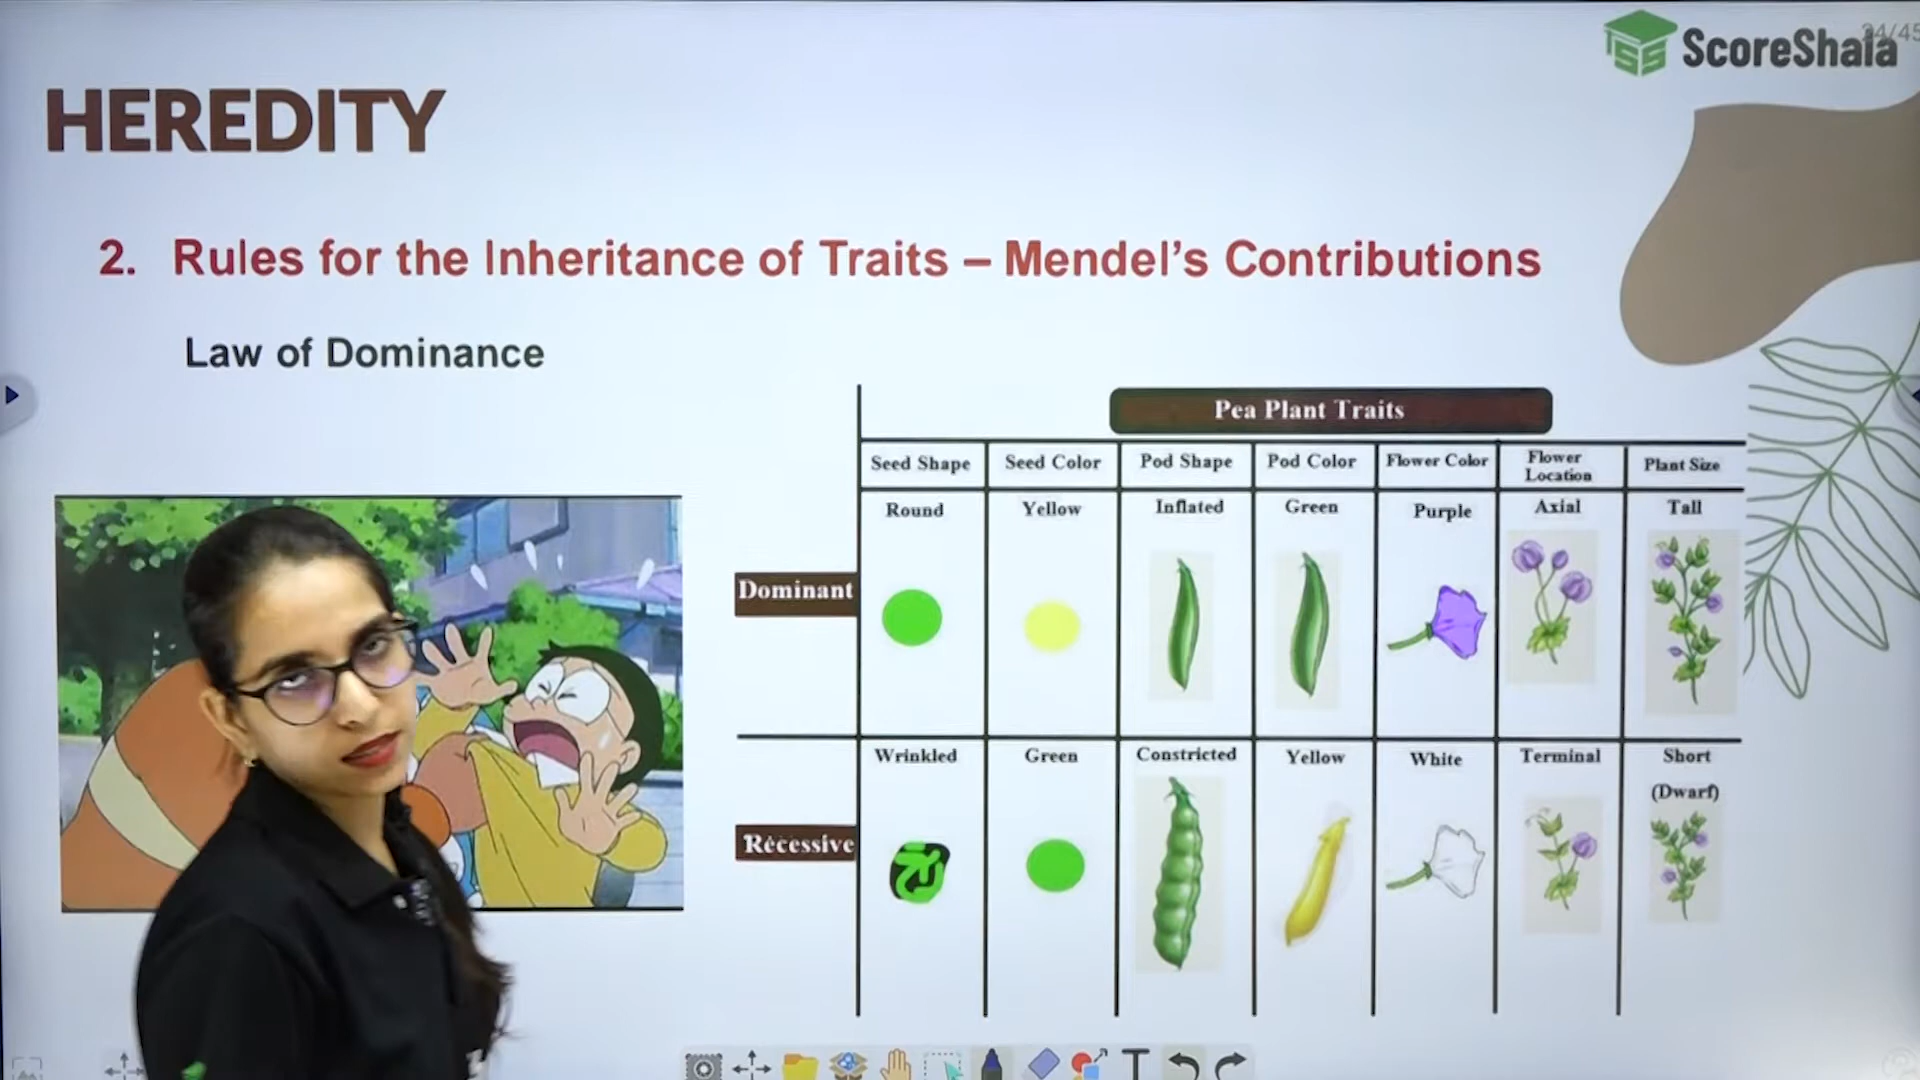 ScoreShala
24/45
HEREDITY
2. Rules for the Inheritance of Traits – Mendel's Contributions
Law of Dominance
Pea Plant Traits
Seed Shape Seed Color Pod Shape Pod Color Flower Color Flower Location Plant Size
Round Yellow Inflated Green Purple Axial Tall
Dominant
Wrinkled Green Constricted Yellow White Terminal Short
(Dwarf)
Recessive